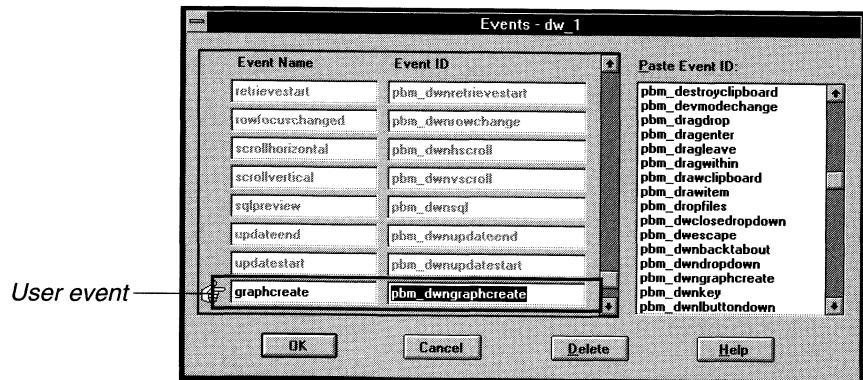 Events - dw_1
Event Name Event ID
retrievestart pbm_dwnretrievestart
rowfocuschanged pbm_dwnrowchange
scrollhorizontal pbm_dwnhscroll
scrollvertical pbm_dwnvscroll
sqlpreview pbm_dwnsql
updateend pbm_dwnupdateend
updatestart pbm_dwnupdatestart
User event graphcreate pbm_dwngraphcreate
Paste Event ID:
pbm_destroyclipboard
pbm_devmodechange
pbm_dragdrop
pbm_dragenter
pbm_dragleave
pbm_dragwithin
pbm_drawclipboard
pbm_drawitem
pbm_dropfiles
pbm_dwclosedropdown
pbm_dwescape
pbm_dwnbacktabout
pbm_dwndropdown
pbm_dwngraphcreate
pbm_dwnkey
pbm_dwnlbuttondown
OK Cancel Delete Help